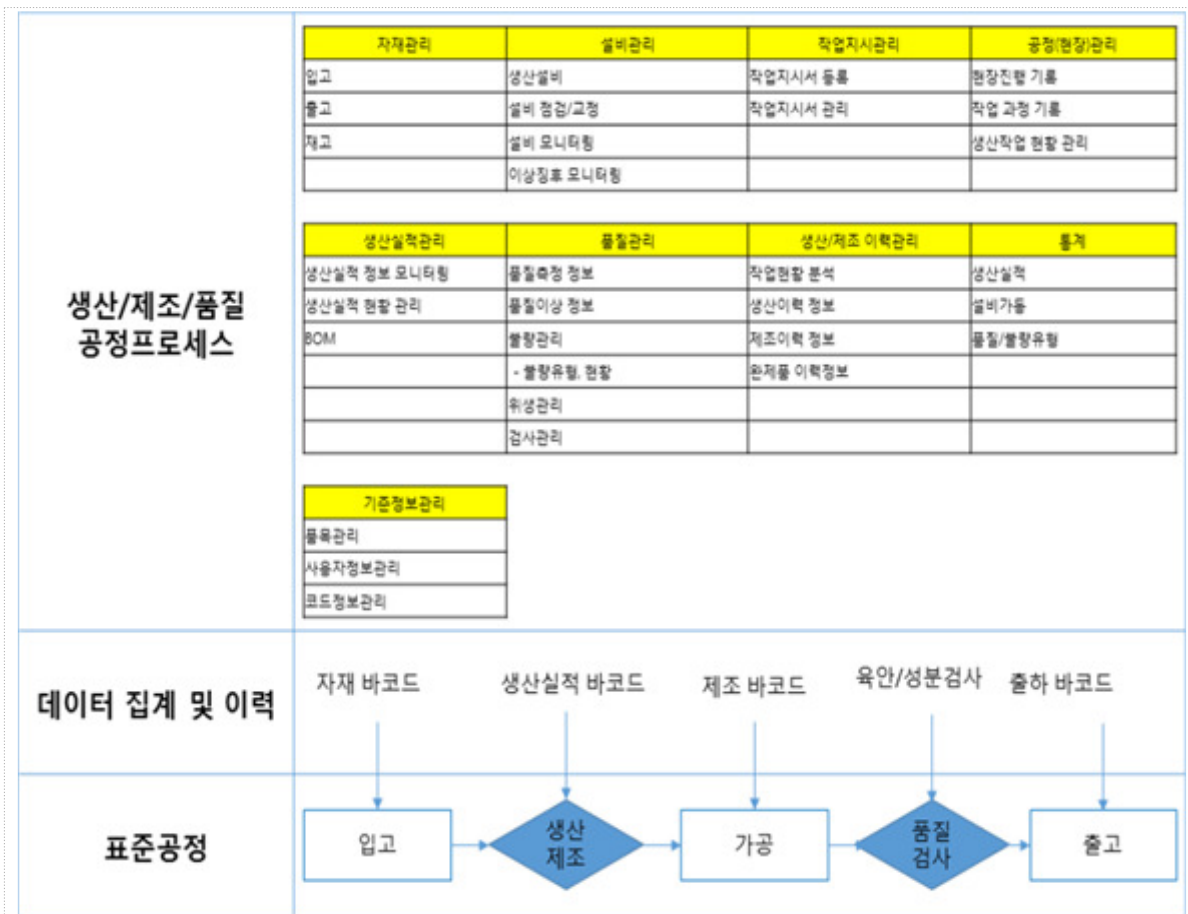 자재관리 설비관리 작업지시관리 공정(현장)관리
입고 생산설비 작업지시서 등록 현장진행 기록
출고 설비 점검/교정 작업지시서 관리 작업 과정 기록
재고 설비 모니터링 생산작업 현황 관리
이상징후 모니터링
생산실적관리 품질관리 생산/제조 이력관리 통계
생산실적 정보 모니터링 품질측정 정보 작업현황 분석 생산실적
생산실적 현황 관리 품질이상 정보 생산이력 정보 설비가동
BOM 불량관리 제조이력 정보 품질/불량유형
- 불량유형, 현황 완제품 이력정보
위생관리
검사관리
생산/제조/품질
공정프로세스
기준정보관리
품목관리
사용자정보관리
코드정보관리
데이터 집계 및 이력
자재 바코드 생산실적 바코드 제조 바코드 육안/성분검사 출하 바코드
표준공정
입고
생산
제조
가공
품질
검사
출고